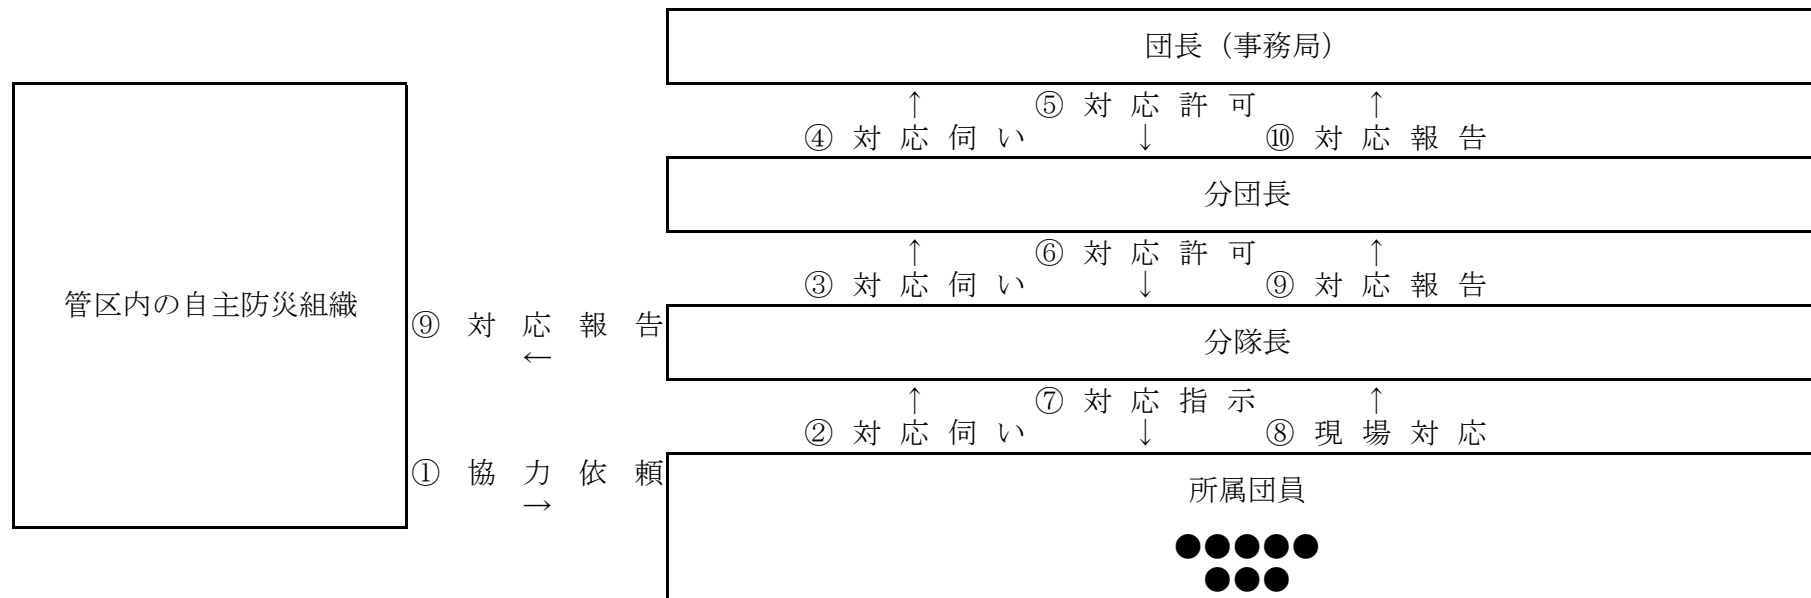 団長（事務局）
↑ ⑤対応許可 ↑
④対応伺い ↓ ⑩対応報告
分団長
↑ ⑥対応許可 ↑
③対応伺い ↓ ⑨対応報告
管区内の自主防災組織
⑨対応報告
←
分隊長
↑ ⑦対応指示 ↑
②対応伺い ↓ ⑧現場対応
①協力依頼
→
所属団員
●●●●●
●●●